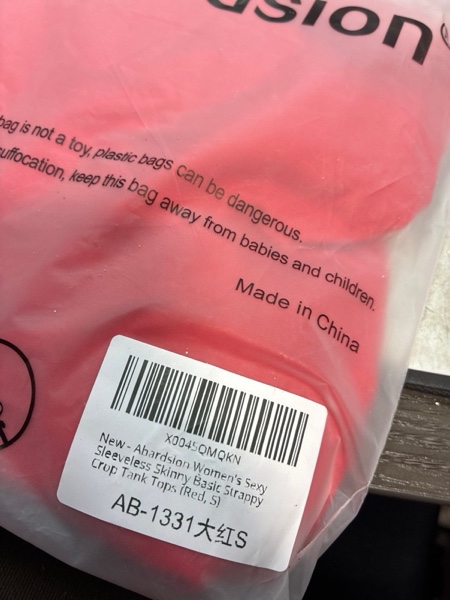 usion
bag is not a toy, plastic bags can be dangerous.
suffocation, keep this bag away from babies and children.
Made in China
X0045QMQKN
New - Ahardsion Women's Sexy
Sleeveless Skinny Basic Strappy
Crop Tank Tops (Red, S)
AB-1331大红S